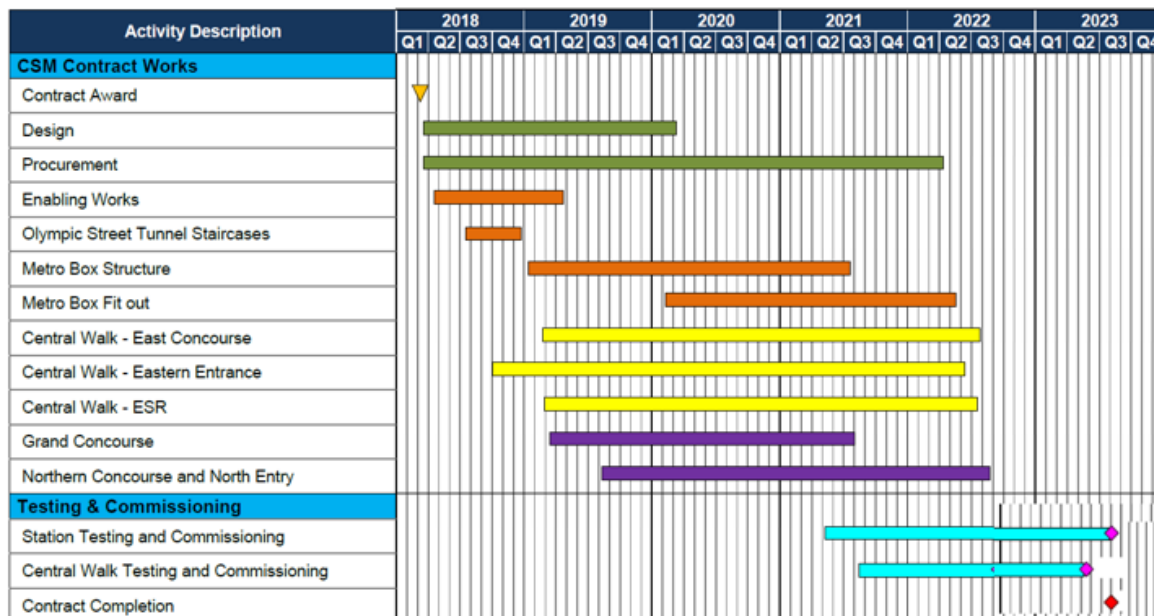 Activity Description
2018 2019 2020 2021 2022 2023
Q1 Q2 Q3 Q4 Q1 Q2 Q3 Q4 Q1 Q2 Q3 Q4 Q1 Q2 Q3 Q4 Q1 Q2 Q3 Q4 Q1 Q2 Q3 Q4
CSM Contract Works
Contract Award
Design
Procurement
Enabling Works
Olympic Street Tunnel Staircases
Metro Box Structure
Metro Box Fit out
Central Walk - East Concourse
Central Walk - Eastern Entrance
Central Walk - ESR
Grand Concourse
Northern Concourse and North Entry
Testing & Commissioning
Station Testing and Commissioning
Central Walk Testing and Commissioning
Contract Completion